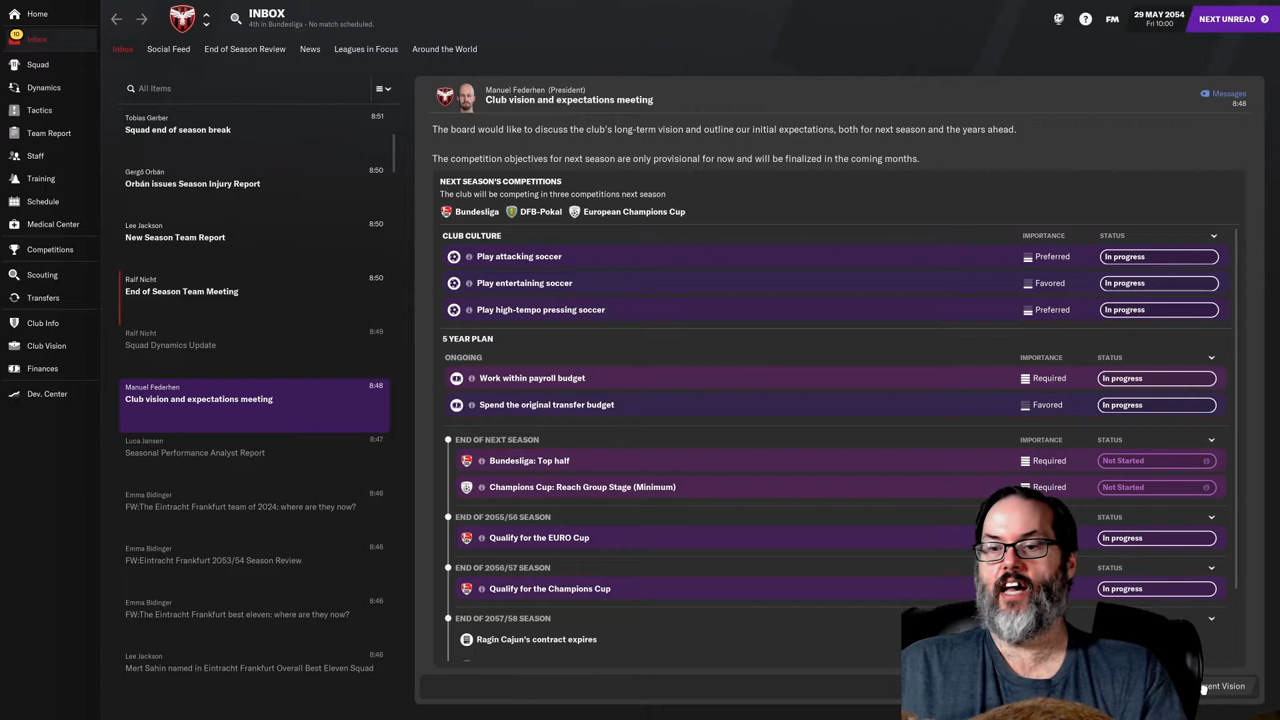 Home
10
Inbox
Squad
Dynamics
Tactics
Team Report
Staff
Training
Schedule
Medical Center
Competitions
Scouting
Transfers
Club Info
Club Vision
Finances
Dev. Center
INBOX
4th in Bundesliga - No match scheduled.
?
FM
29 MAY 2054
Fri 10:00
NEXT UNREAD
Inbox
Social Feed
End of Season Review
News
Leagues in Focus
Around the World
All Items
Tobias Gerber
8:51
Squad end of season break
Gergő Orbán
8:50
Orbán issues Season Injury Report
Lee Jackson
8:50
New Season Team Report
Ralf Nicht
8:50
End of Season Team Meeting
Ralf Nicht
8:49
Squad Dynamics Update
Manuel Federhen
8:48
Club vision and expectations meeting
Luca Jansen
8:47
Seasonal Performance Analyst Report
Emma Bidinger
8:46
FW:The Eintracht Frankfurt team of 2024: where are they now?
Emma Bidinger
8:46
FW:Eintracht Frankfurt 2053/54 Season Review
Emma Bidinger
8:46
FW:The Eintracht Frankfurt best eleven: where are they now?
Lee Jackson
8:46
Mert Sahin named in Eintracht Frankfurt Overall Best Eleven Squad
Manuel Federhen (President)
Club vision and expectations meeting
Messages
8:48
The board would like to discuss the club's long-term vision and outline our initial expectations, both for next season and the years ahead.
The competition objectives for next season are only provisional for now and will be finalized in the coming months.
NEXT SEASON'S COMPETITIONS
The club will be competing in three competitions next season
Bundesliga DFB-Pokal European Champions Cup
CLUB CULTURE IMPORTANCE STATUS
Play attacking soccer Preferred In progress
Play entertaining soccer Favored In progress
Play high-tempo pressing soccer Preferred In progress
5 YEAR PLAN
ONGOING IMPORTANCE STATUS
Work within payroll budget Required In progress
Spend the original transfer budget Favored In progress
END OF NEXT SEASON IMPORTANCE STATUS
Bundesliga: Top half Required Not Started
Champions Cup: Reach Group Stage (Minimum) Required Not Started
END OF 2055/56 SEASON STATUS
Qualify for the EURO Cup In progress
END OF 2056/57 SEASON STATUS
Qualify for the Champions Cup In progress
END OF 2057/58 SEASON
Ragin Cajun's contract expires
Vision